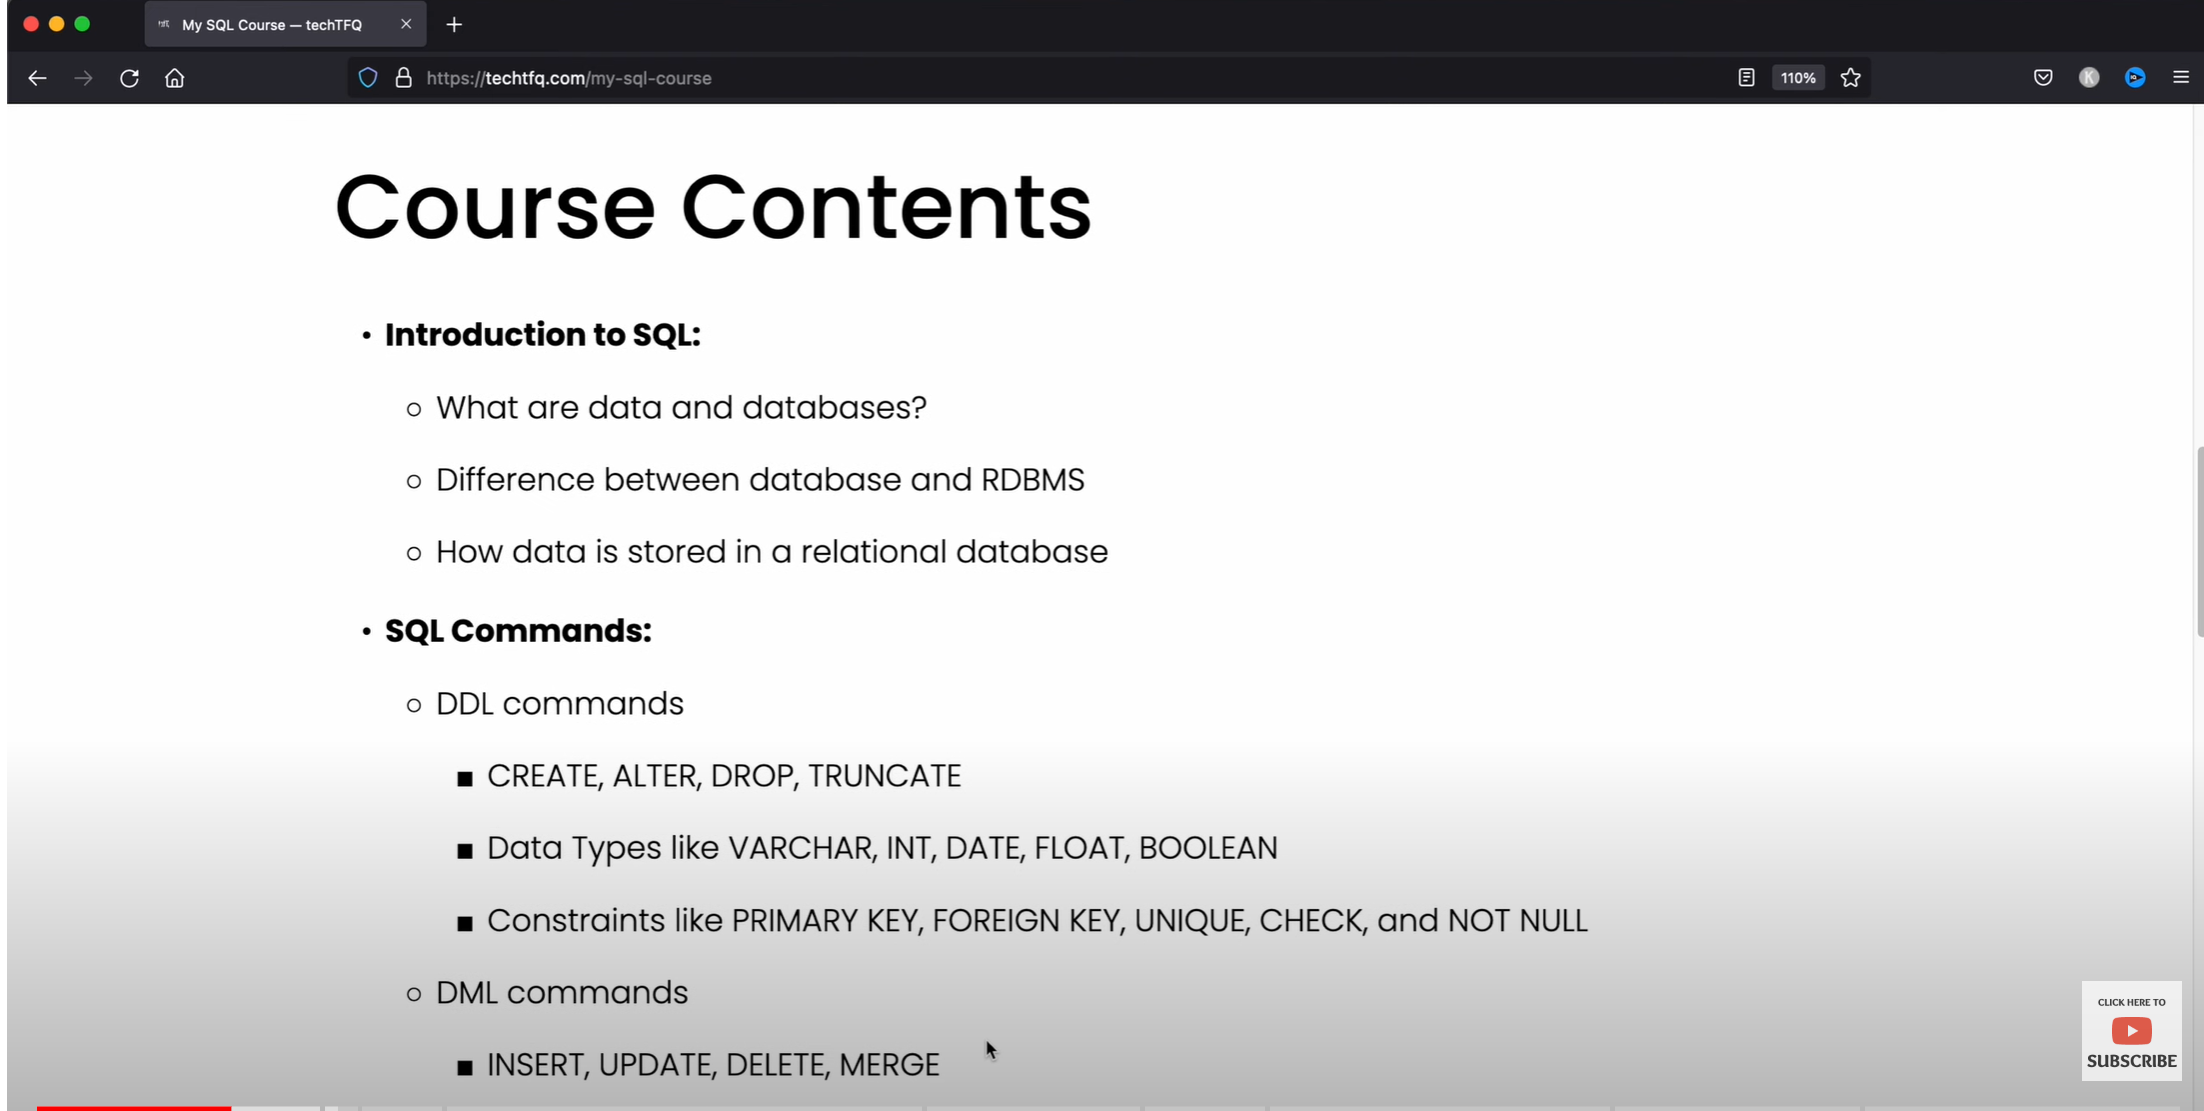 My SQL Course — techTFQ
https://techtfq.com/my-sql-course
110%
Course Contents
• Introduction to SQL:
○ What are data and databases?
○ Difference between database and RDBMS
○ How data is stored in a relational database
• SQL Commands:
○ DDL commands
■ CREATE, ALTER, DROP, TRUNCATE
■ Data Types like VARCHAR, INT, DATE, FLOAT, BOOLEAN
■ Constraints like PRIMARY KEY, FOREIGN KEY, UNIQUE, CHECK, and NOT NULL
○ DML commands
■ INSERT, UPDATE, DELETE, MERGE
CLICK HERE TO
SUBSCRIBE